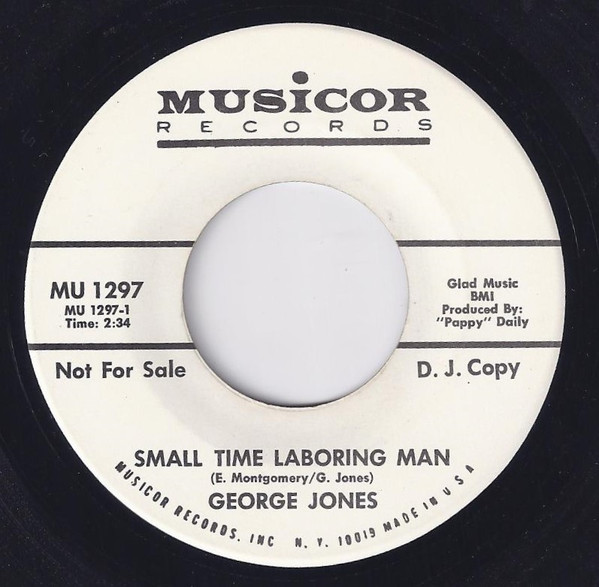 MUSICOR
RECORDS
MU 1297
MU 1297-1
Time: 2:34
Glad Music
BMI
Produced By:
"Pappy" Daily
Not For Sale
D. J. Copy
SMALL TIME LABORING MAN
(E. Montgomery/G. Jones)
GEORGE JONES
MUSICOR RECORDS, INC N. Y. 10019 MADE IN U S A